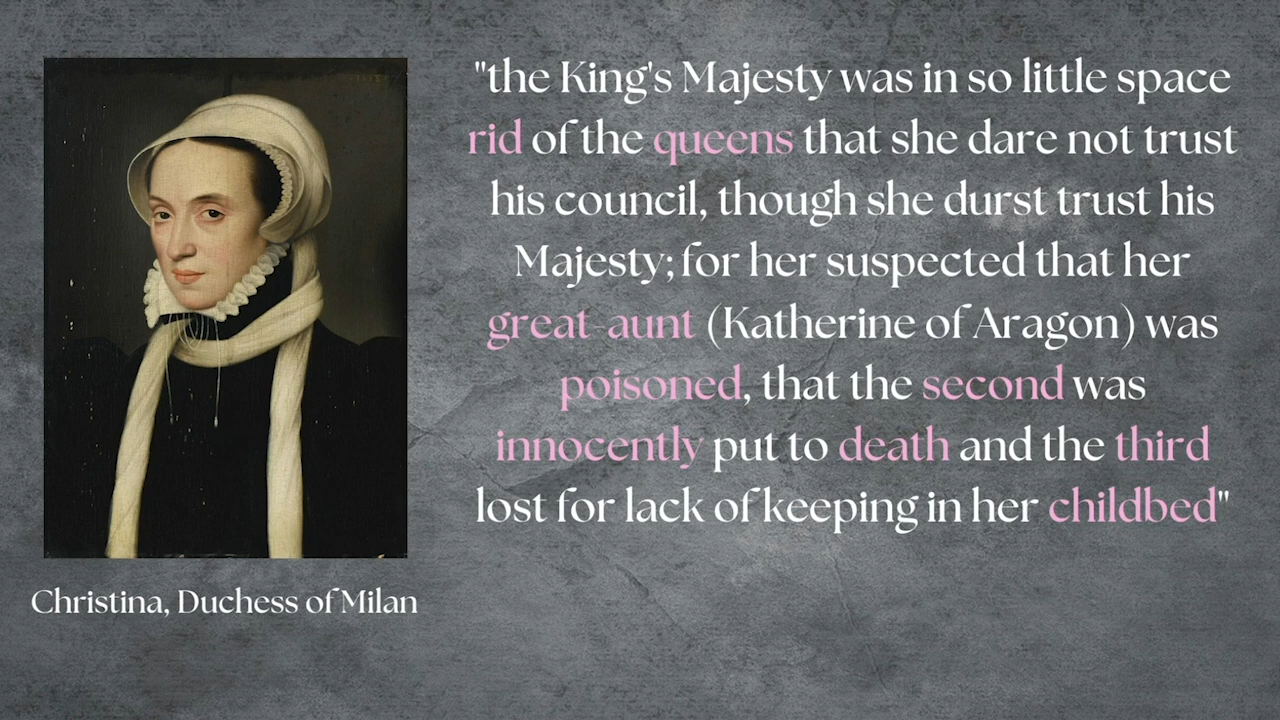 "the King's Majesty was in so little space
rid of the queens that she dare not trust
his council, though she durst trust his
Majesty; for her suspected that her
great-aunt (Katherine of Aragon) was
poisoned, that the second was
innocently put to death and the third
lost for lack of keeping in her childbed"
Christina, Duchess of Milan